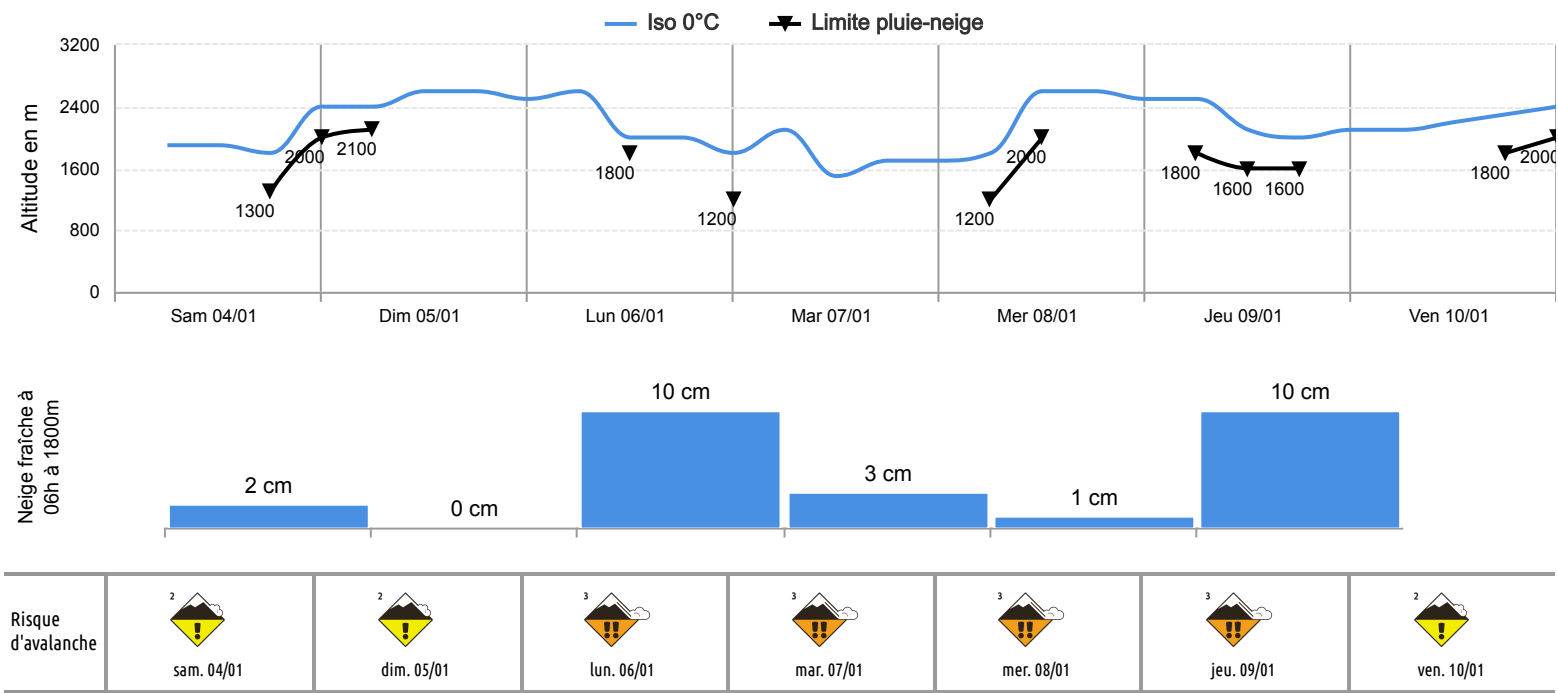 Iso 0°C Limite pluie-neige
Altitude en m
3200
2400
1600
800
0
1300
2000
2100
1800
1200
1200
2000
1800
1600
1600
1800
2000
Sam 04/01 Dim 05/01 Lun 06/01 Mar 07/01 Mer 08/01 Jeu 09/01 Ven 10/01
Neige fraîche à
06h à 1800m
2 cm
0 cm
10 cm
3 cm
1 cm
10 cm
Risque
d'avalanche
2 2 3 3 3 3 2
! ! !! !! !! !! !
sam. 04/01 dim. 05/01 lun. 06/01 mar. 07/01 mer. 08/01 jeu. 09/01 ven. 10/01